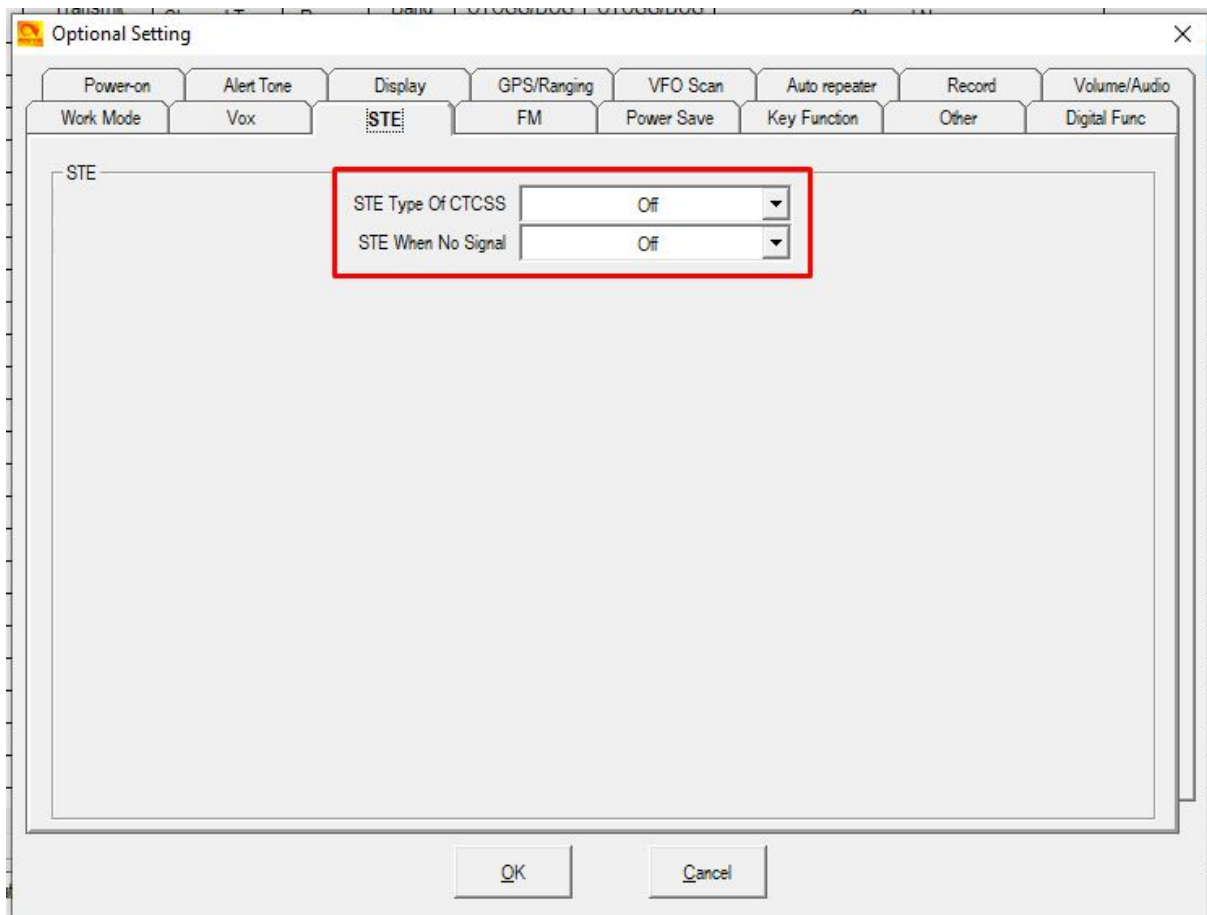 Optional Setting
Power-on Alert Tone Display GPS/Ranging VFO Scan Auto repeater Record Volume/Audio
Work Mode Vox STE FM Power Save Key Function Other Digital Func
STE
STE Type Of CTCSS Off
STE When No Signal Off
OK Cancel